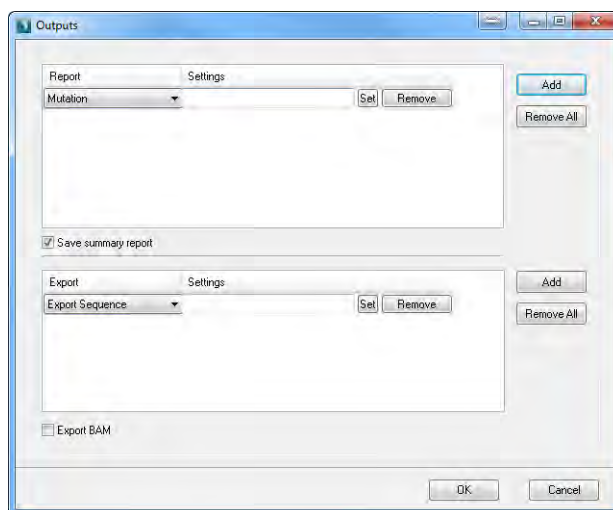 Outputs
Report Settings
Mutation Set Remove
Add
Remove All
Save summary report
Export Settings
Export Sequence Set Remove
Add
Remove All
Export BAM
OK Cancel